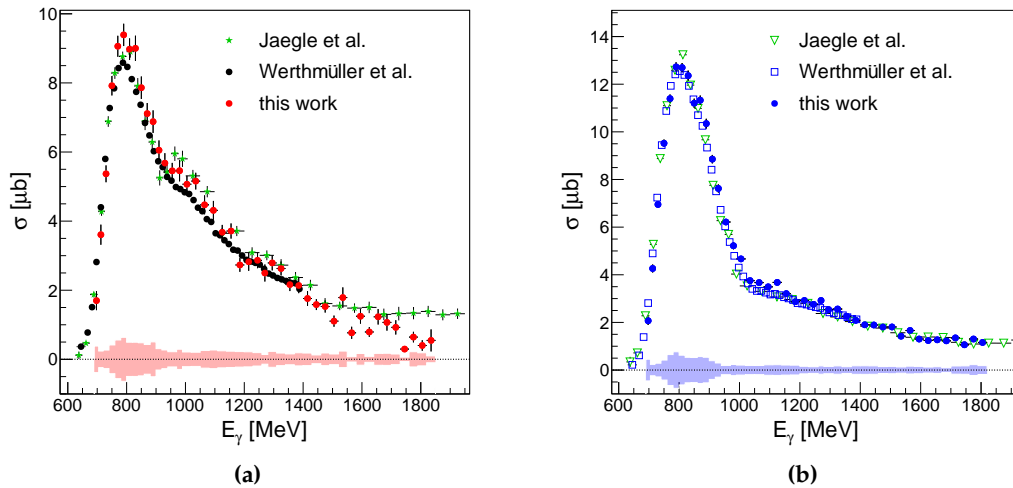 Jaegle et al.
Werthmüller et al.
this work
σ [μb]
8
6
4
2
0
600 800 1000 1200 1400 1600 1800
E_γ [MeV]
(a)
Jaegle et al.
Werthmüller et al.
this work
σ [μb]
14
12
10
8
6
4
2
0
600 800 1000 1200 1400 1600 1800
E_γ [MeV]
(b)